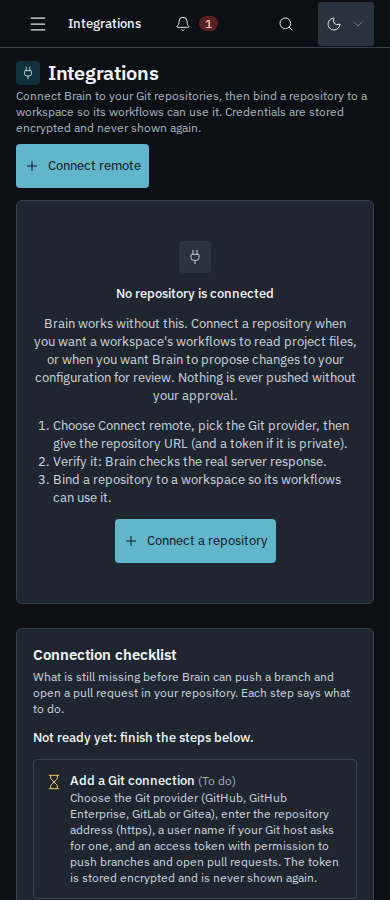 Integrations
1
Integrations
Connect Brain to your Git repositories, then bind a repository to a
workspace so its workflows can use it. Credentials are stored
encrypted and never shown again.
Connect remote
No repository is connected
Brain works without this. Connect a repository when
you want a workspace's workflows to read project files,
or when you want Brain to propose changes to your
configuration for review. Nothing is ever pushed without
your approval.
1. Choose Connect remote, pick the Git provider, then
give the repository URL (and a token if it is private).
2. Verify it: Brain checks the real server response.
3. Bind a repository to a workspace so its workflows
can use it.
Connect a repository
Connection checklist
What is still missing before Brain can push a branch and
open a pull request in your repository. Each step says what
to do.
Not ready yet: finish the steps below.
Add a Git connection (To do)
Choose the Git provider (GitHub, GitHub
Enterprise, GitLab or Gitea), enter the repository
address (https), a user name if your Git host asks
for one, and an access token with permission to
push branches and open pull requests. The token
is stored encrypted and is never shown again.